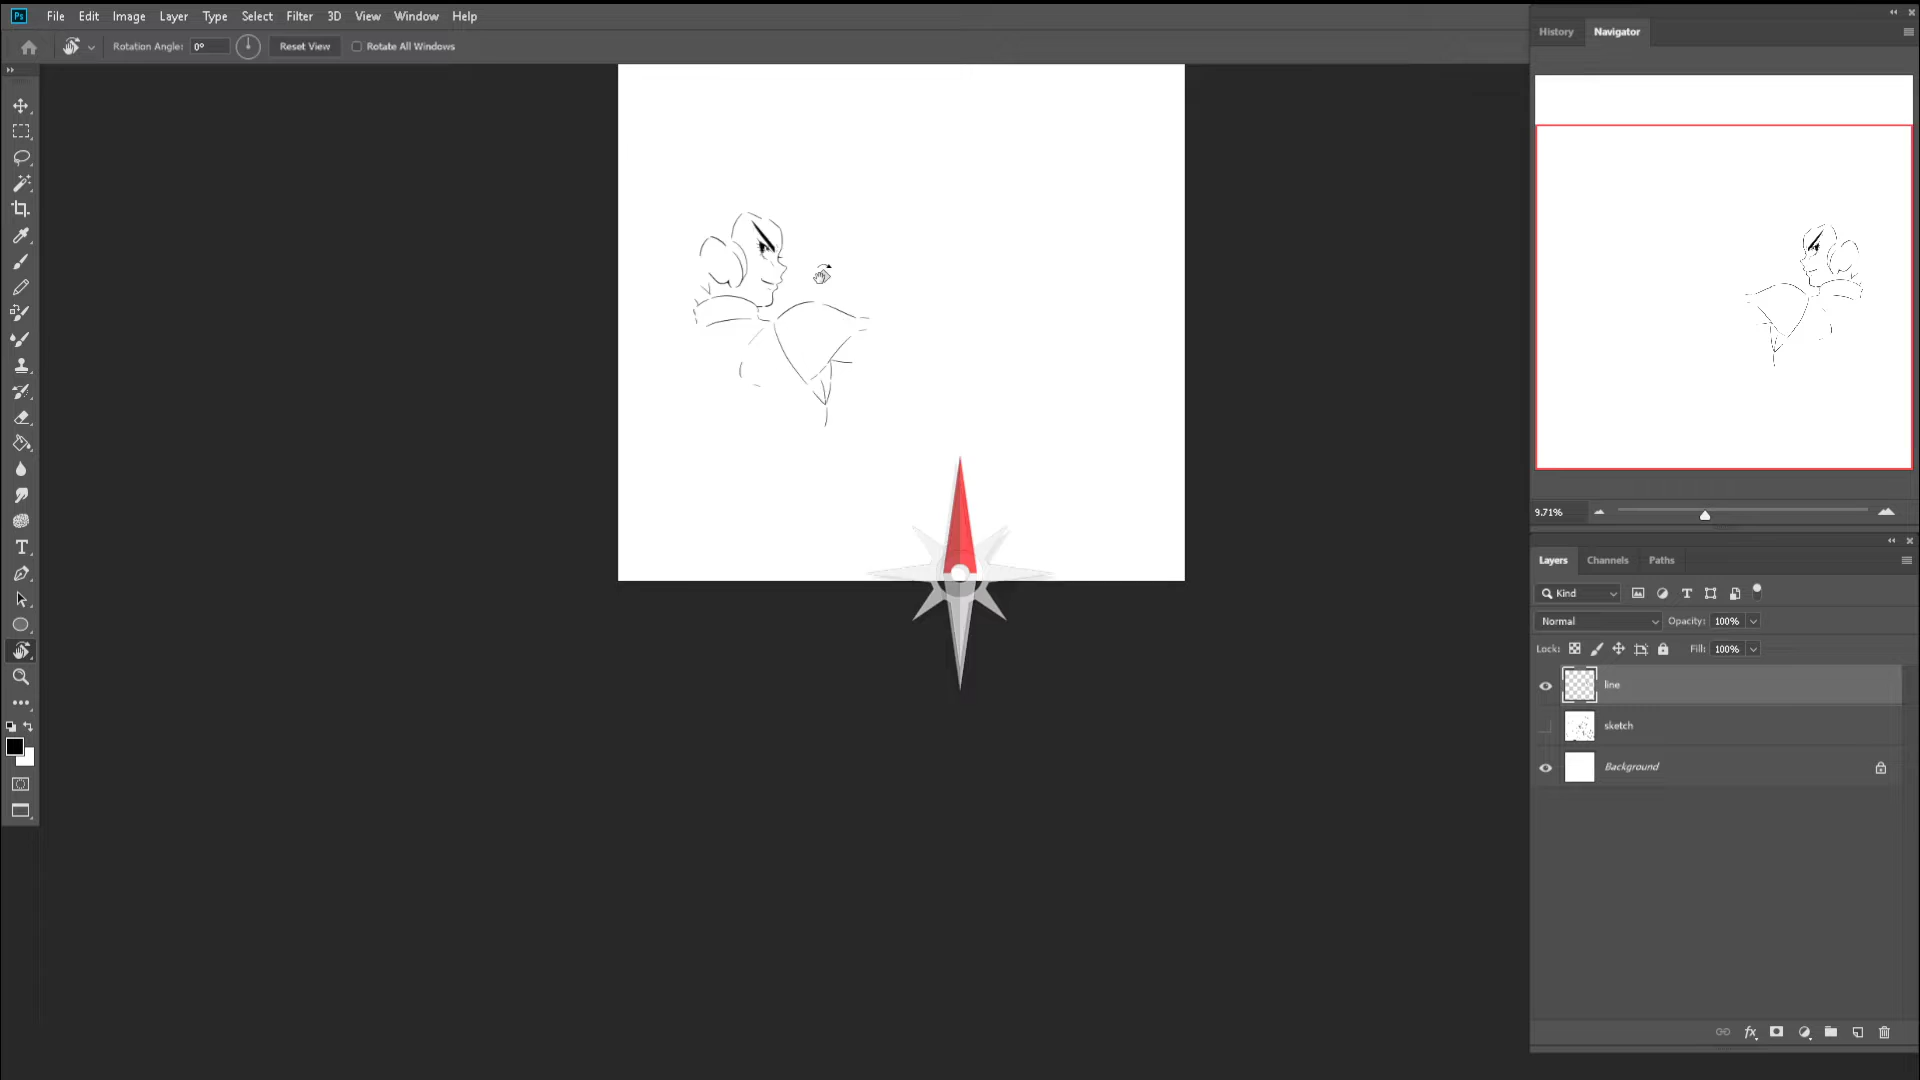 Ps File Edit Image Layer Type Select Filter 3D View Window Help
Rotation Angle: 0° Reset View Rotate All Windows
History Navigator
9.71%
Layers Channels Paths
Kind
Normal Opacity: 100%
Lock: Fill: 100%
line
sketch
Background